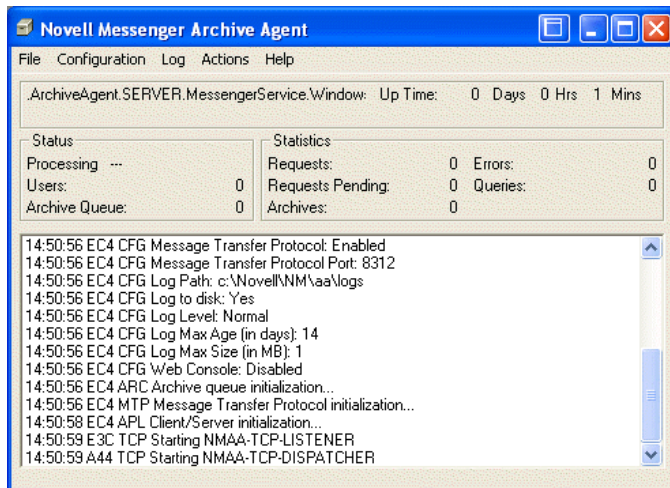 Novell Messenger Archive Agent
File Configuration Log Actions Help
.ArchiveAgent.SERVER.MessengerService.Window: Up Time: 0 Days 0 Hrs 1 Mins
Status
Statistics
Processing ---
Requests: 0 Errors: 0
Users: 0
Requests Pending: 0 Queries: 0
Archive Queue: 0
Archives: 0
14:50:56 EC4 CFG Message Transfer Protocol: Enabled
14:50:56 EC4 CFG Message Transfer Protocol Port: 8312
14:50:56 EC4 CFG Log Path: c:\Novell\NM\aa\logs
14:50:56 EC4 CFG Log to disk: Yes
14:50:56 EC4 CFG Log Level: Normal
14:50:56 EC4 CFG Log Max Age (in days): 14
14:50:56 EC4 CFG Log Max Size (in MB): 1
14:50:56 EC4 CFG Web Console: Disabled
14:50:56 EC4 ARC Archive queue initialization...
14:50:56 EC4 MTP Message Transfer Protocol initialization...
14:50:58 EC4 APL Client/Server initialization...
14:50:59 E3C TCP Starting NMAA-TCP-LISTENER
14:50:59 A44 TCP Starting NMAA-TCP-DISPATCHER